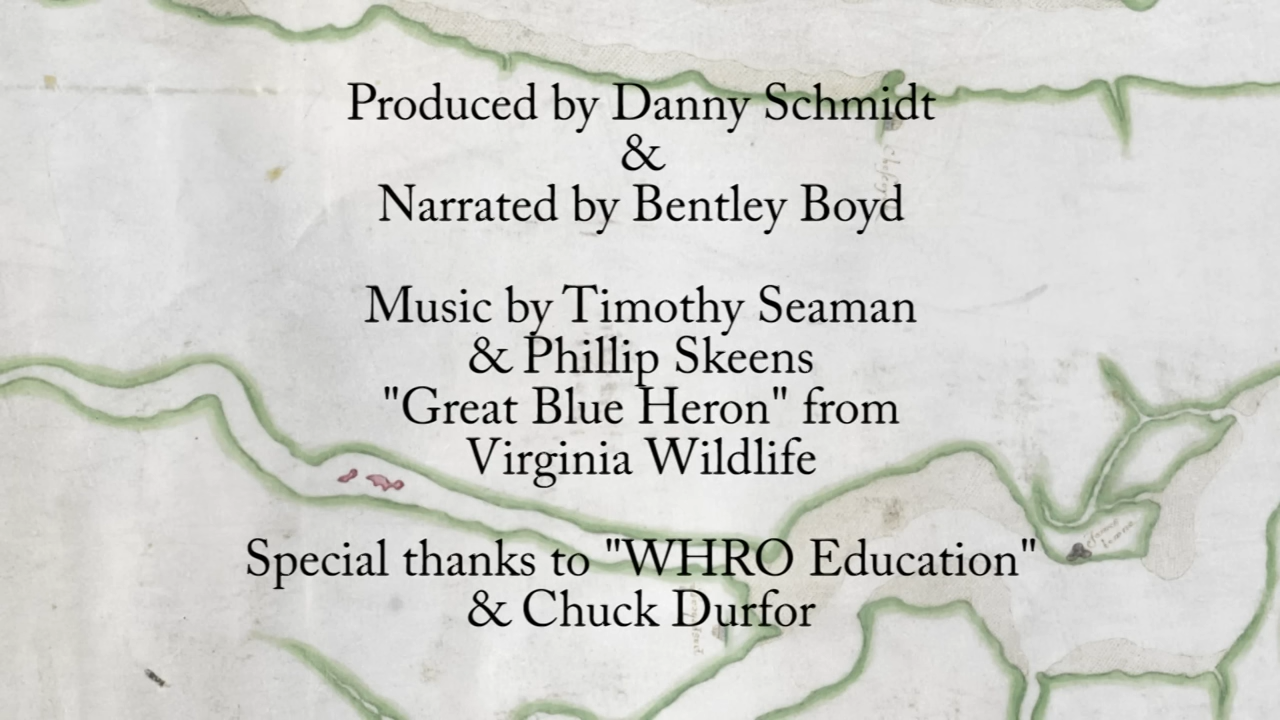 Produced by Danny Schmidt
&
Narrated by Bentley Boyd
Music by Timothy Seaman
& Phillip Skeens
"Great Blue Heron" from
Virginia Wildlife
Special thanks to "WHRO Education"
& Chuck Durfor